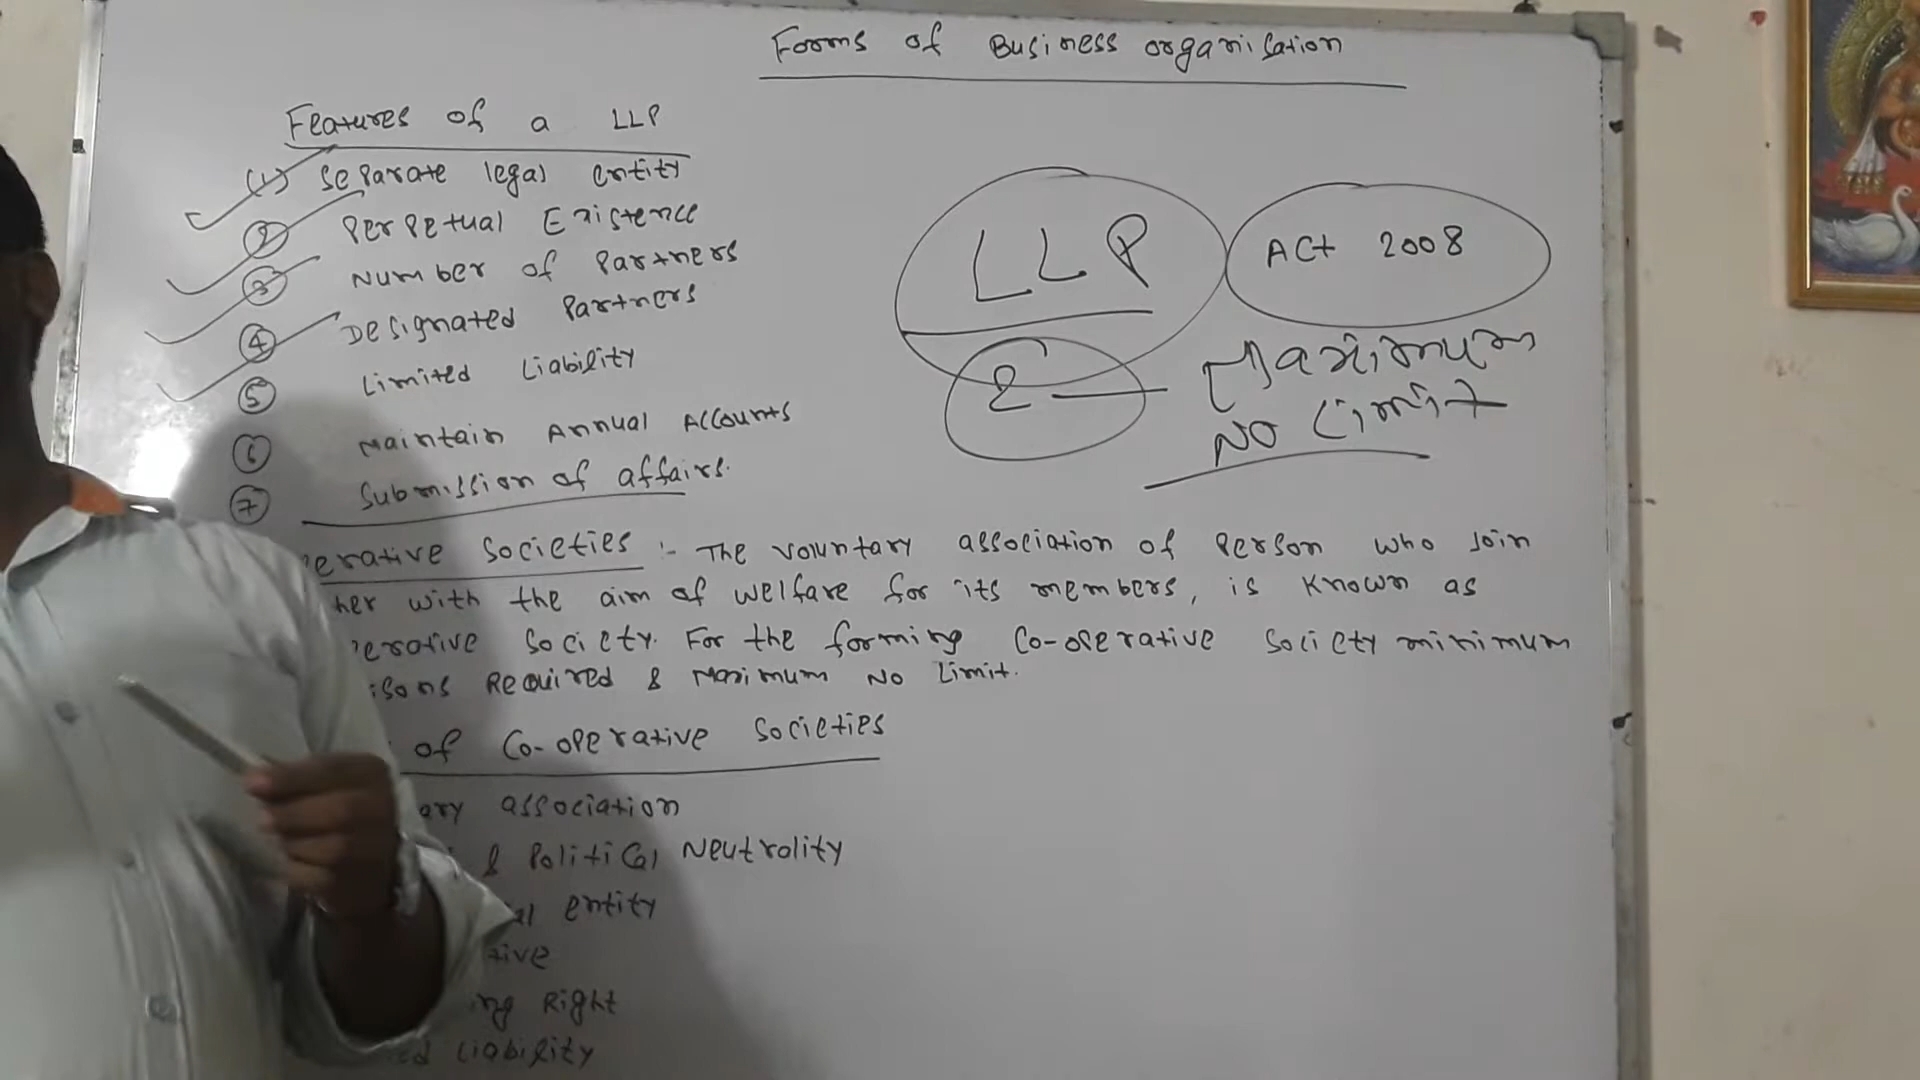 Forms of Business organisation
Features of a LLP
(1) Separate legal entity
2 Perpetual Existence
3 Number of Partners
4 Designated Partners
5 Limited Liability
6 Maintain Annual Accounts
7 Submission of affairs.
LLP
Act 2008
2 — Maximum
No Limit
erative Societies :- The voluntary association of Person who Join
her with the aim of welfare for its members, is known as
erative Society. For the forming Co-operative Society minimum
Required & Maximum No Limit.
of Co-operative Societies
ary association
& Political Neutrolity
al entity
tive
ing Right
ed Liability